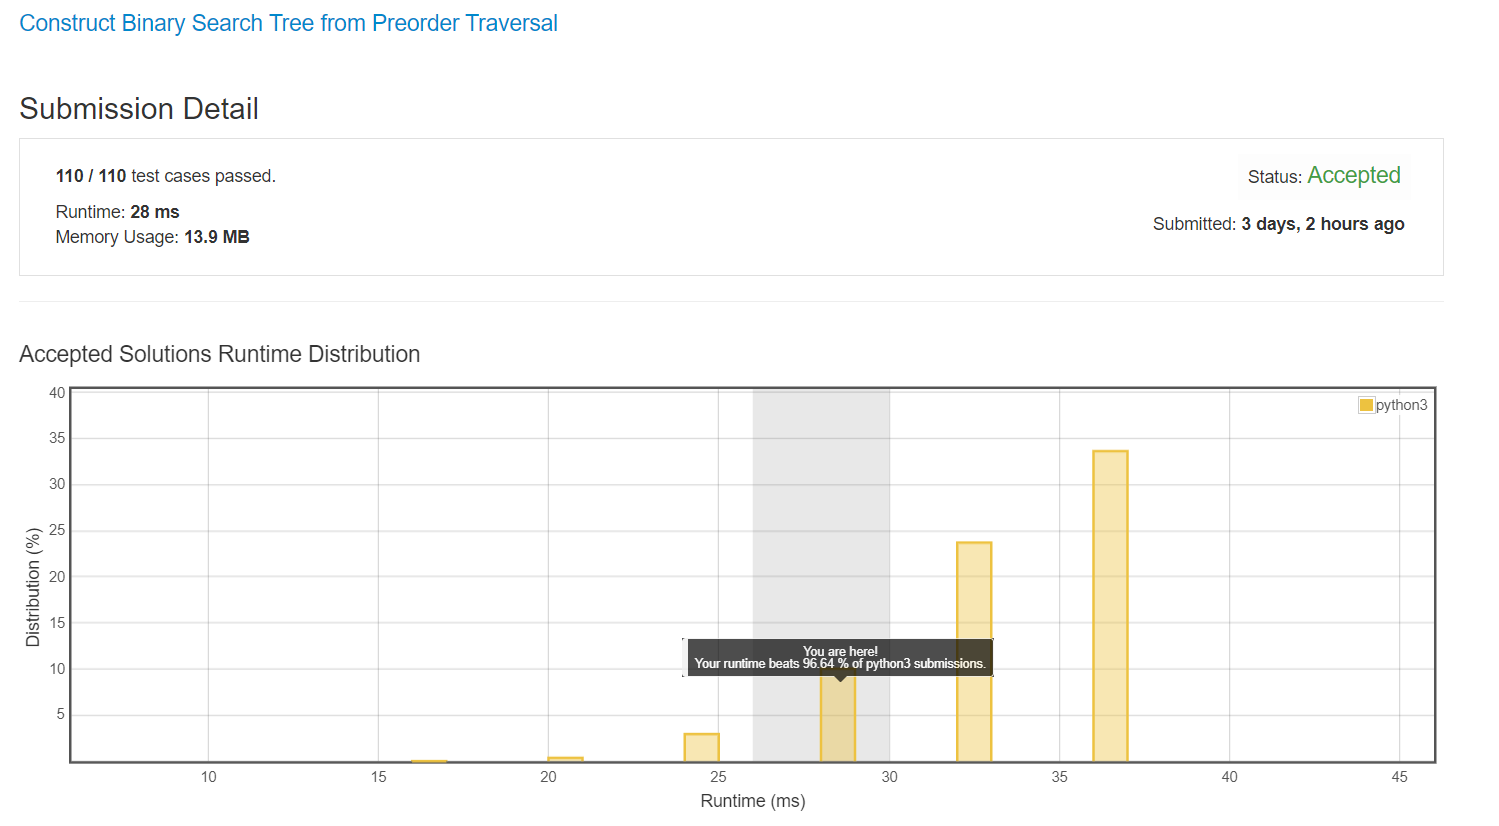 Construct Binary Search Tree from Preorder Traversal
Submission Detail
110 / 110 test cases passed.
Status: Accepted
Runtime: 28 ms
Submitted: 3 days, 2 hours ago
Memory Usage: 13.9 MB
Accepted Solutions Runtime Distribution
40
python3
35
30
25
20
15
10
5
Distribution (%)
You are here!
Your runtime beats 96.64 % of python3 submissions.
10 15 20 25 30 35 40 45
Runtime (ms)